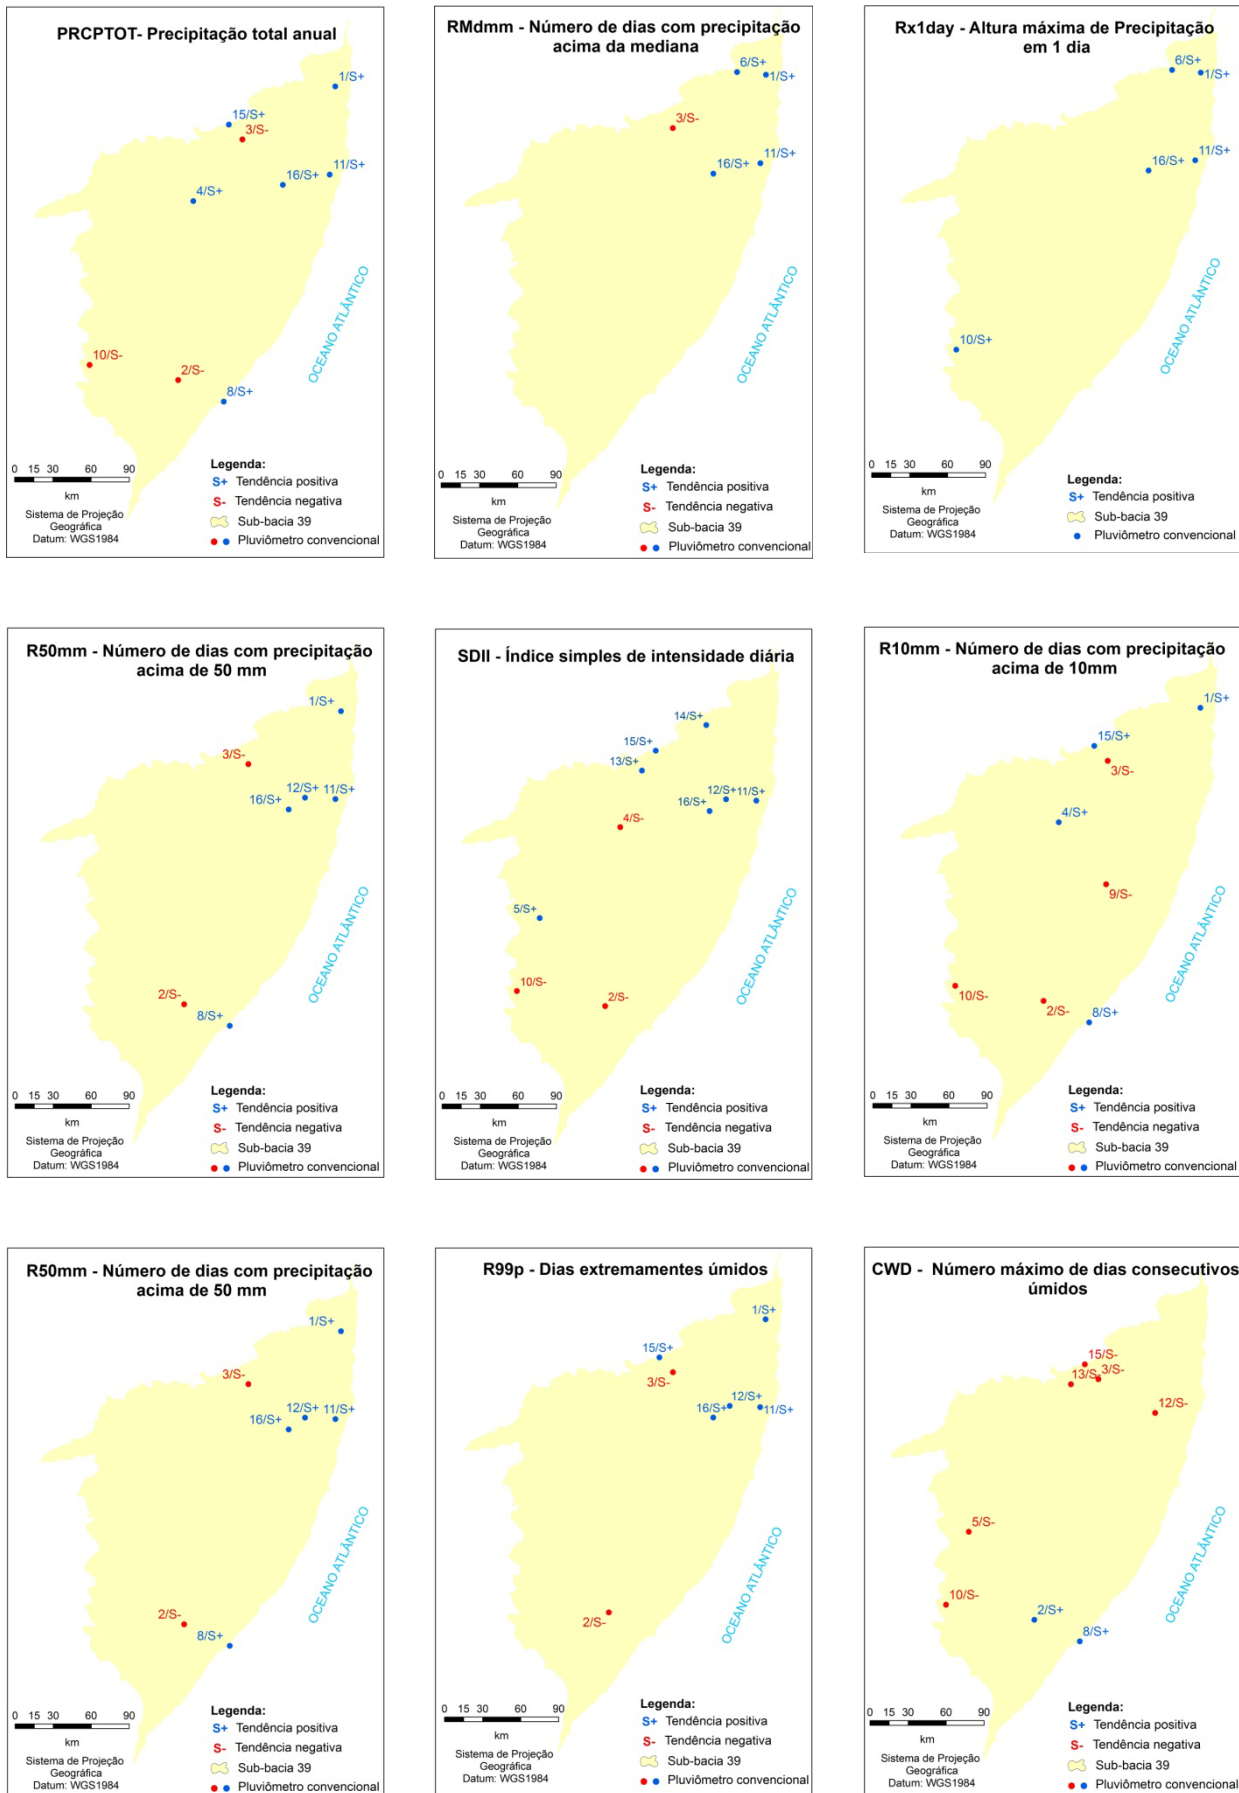 PRCPTOT- Precipitação total anual
1/S+
15/S+
3/S-
11/S+
16/S+
4/S+
10/S-
2/S-
8/S+
OCEANO ATLÂNTICO
0 15 30 60 90
km
Sistema de Projeção
Geográfica
Datum: WGS1984
Legenda:
S+ Tendência positiva
S- Tendência negativa
Sub-bacia 39
Pluviômetro convencional
RMdmm - Número de dias com precipitação
acima da mediana
6/S+
1/S+
3/S-
11/S+
16/S+
OCEANO ATLÂNTICO
0 15 30 60 90
km
Sistema de Projeção
Geográfica
Datum: WGS1984
Legenda:
S+ Tendência positiva
S- Tendência negativa
Sub-bacia 39
Pluviômetro convencional
Rx1day - Altura máxima de Precipitação
em 1 dia
6/S+
1/S+
11/S+
16/S+
10/S+
OCEANO ATLÂNTICO
0 15 30 60 90
km
Sistema de Projeção
Geográfica
Datum: WGS1984
Legenda:
S+ Tendência positiva
Sub-bacia 39
Pluviômetro convencional
R50mm - Número de dias com precipitação
acima de 50 mm
1/S+
3/S-
12/S+
11/S+
16/S+
2/S-
8/S+
OCEANO ATLÂNTICO
0 15 30 60 90
km
Sistema de Projeção
Geográfica
Datum: WGS1984
Legenda:
S+ Tendência positiva
S- Tendência negativa
Sub-bacia 39
Pluviômetro convencional
SDII - Índice simples de intensidade diária
14/S+
15/S+
13/S+
12/S+
11/S+
16/S+
4/S-
5/S+
10/S-
2/S-
OCEANO ATLÂNTICO
0 15 30 60 90
km
Sistema de Projeção
Geográfica
Datum: WGS1984
Legenda:
S+ Tendência positiva
S- Tendência negativa
Sub-bacia 39
Pluviômetro convencional
R10mm - Número de dias com precipitação
acima de 10mm
1/S+
15/S+
3/S-
4/S+
9/S-
10/S-
2/S-
8/S+
OCEANO ATLÂNTICO
0 15 30 60 90
km
Sistema de Projeção
Geográfica
Datum: WGS1984
Legenda:
S+ Tendência positiva
S- Tendência negativa
Sub-bacia 39
Pluviômetro convencional
R50mm - Número de dias com precipitação
acima de 50 mm
1/S+
3/S-
12/S+
11/S+
16/S+
2/S-
8/S+
OCEANO ATLÂNTICO
0 15 30 60 90
km
Sistema de Projeção
Geográfica
Datum: WGS1984
Legenda:
S+ Tendência positiva
S- Tendência negativa
Sub-bacia 39
Pluviômetro convencional
R99p - Dias extremamentes úmidos
1/S+
15/S+
3/S-
12/S+
11/S+
16/S+
2/S-
OCEANO ATLÂNTICO
0 15 30 60 90
km
Sistema de Projeção
Geográfica
Datum: WGS1984
Legenda:
S+ Tendência positiva
S- Tendência negativa
Sub-bacia 39
Pluviômetro convencional
CWD - Número máximo de dias consecutivos
úmidos
15/S-
3/S-
13/S-
12/S-
5/S-
10/S-
2/S+
8/S+
OCEANO ATLÂNTICO
0 15 30 60 90
km
Sistema de Projeção
Geográfica
Datum: WGS1984
Legenda:
S+ Tendência positiva
S- Tendência negativa
Sub-bacia 39
Pluviômetro convencional